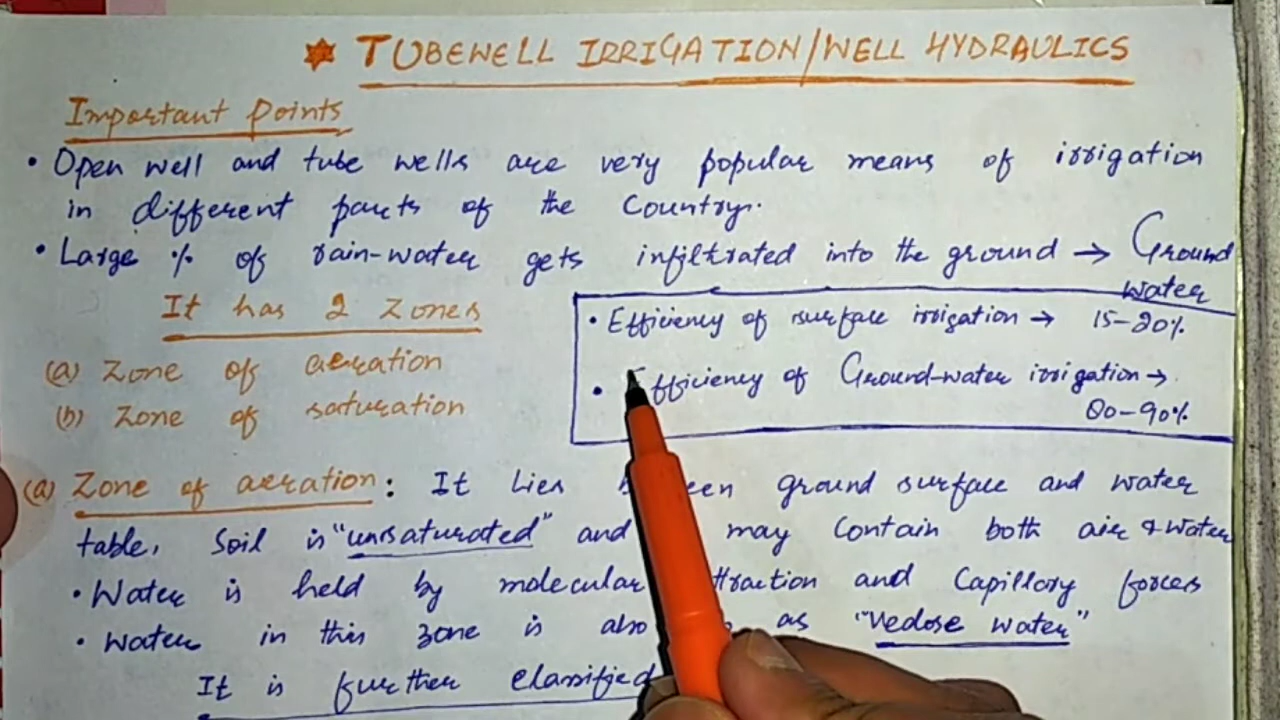 TUBEWELL IRRIGATION/WELL HYDRAULICS
Important Points
• Open well and tube wells are very popular means of irrigation
in different parts of the Country.
• Large % of rain-water gets infiltrated into the ground → Ground
water
It has 2 Zones
• Efficiency of surface irrigation → 15-20%
(a) Zone of aeration
• Efficiency of Ground-water irrigation →
(b) Zone of saturation
80-90%
(a) Zone of aeration: It lies een ground surface and water
table, Soil is "unsaturated" and may Contain both air & water
• Water is held by molecular ttraction and Capillary forces
• Water in this zone is also as "Vedose water"
It is further classified